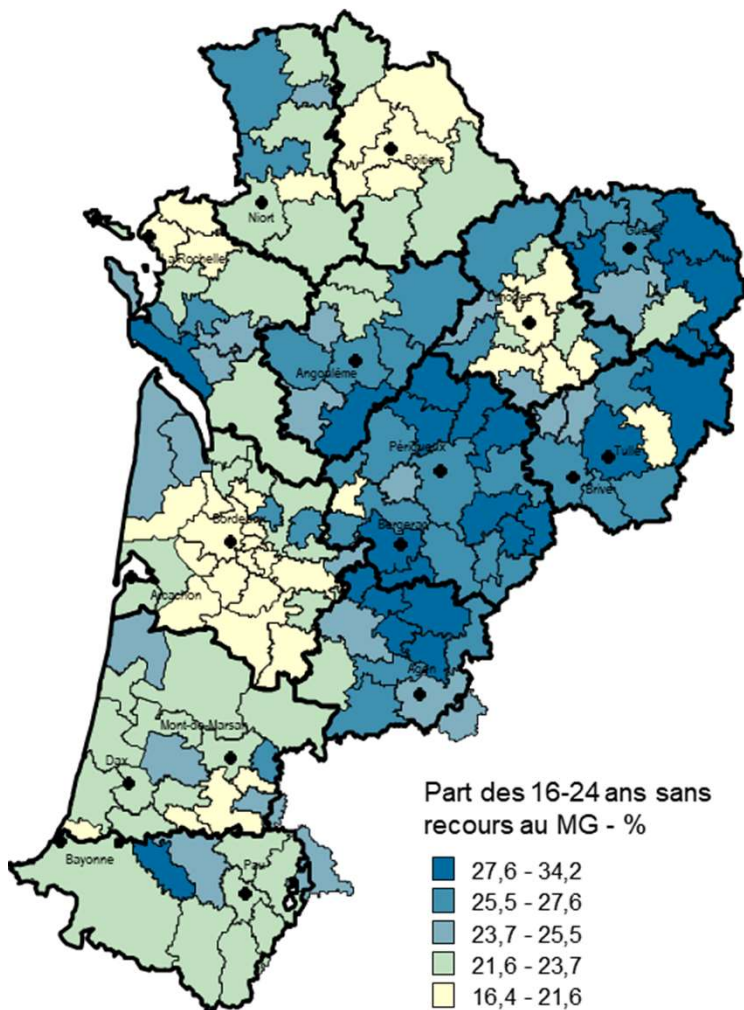 Poitiers
Niort
La Rochelle
Guéret
Limoges
Angoulême
Périgueux
Tulle
Brive
Bordeaux
Bergerac
Arcachon
Agen
Mont-de-Marsan
Dax
Bayonne
Pau
Part des 16-24 ans sans
recours au MG - %
27,6 - 34,2
25,5 - 27,6
23,7 - 25,5
21,6 - 23,7
16,4 - 21,6